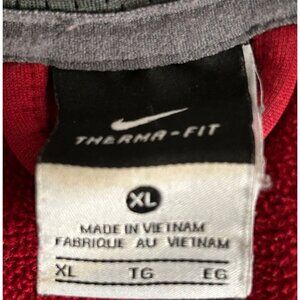 THERMA-FIT
XL
MADE IN VIETNAM
FABRIQUE AU VIETNAM
XL TG EG